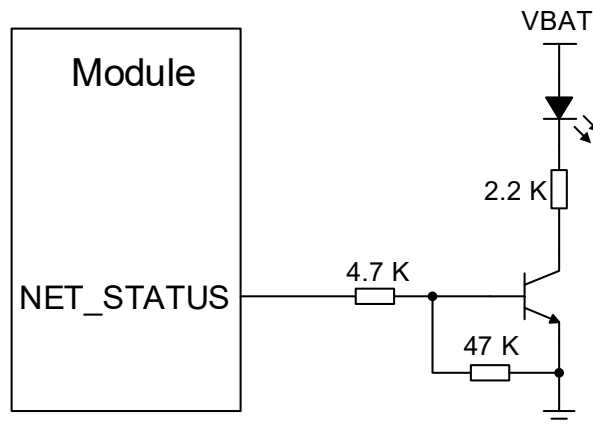 VBAT
Module
2.2 K
4.7 K
NET_STATUS
47 K